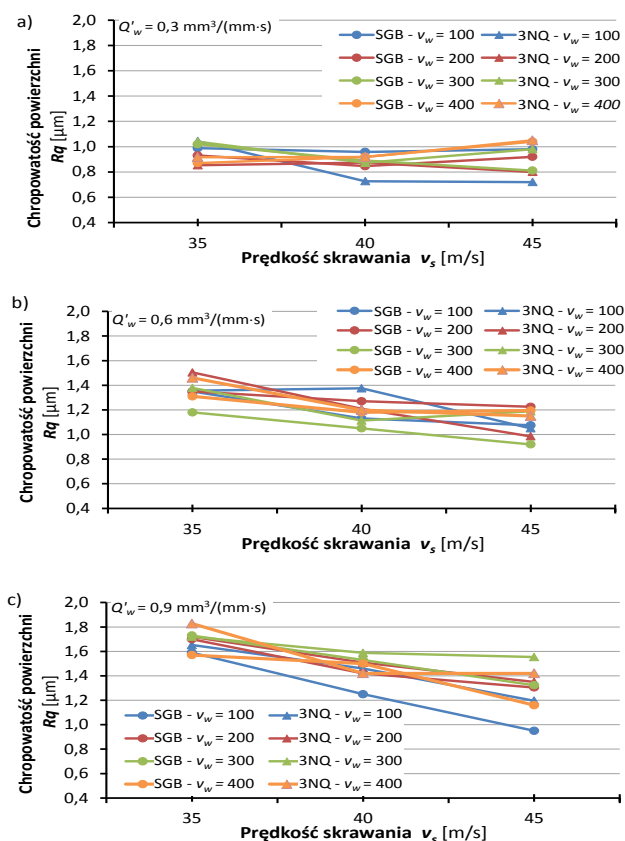 a)
Q'w = 0,3 mm³/(mm·s)
Chropowatość powierzchni
Rq [µm]
2,0
1,8
1,6
1,4
1,2
1,0
0,8
0,6
0,4
SGB - vw = 100
3NQ - vw = 100
SGB - vw = 200
3NQ - vw = 200
SGB - vw = 300
3NQ - vw = 300
SGB - vw = 400
3NQ - vw = 400
35
40
45
Prędkość skrawania vs [m/s]
b)
Q'w = 0,6 mm³/(mm·s)
Chropowatość powierzchni
Rq [µm]
2,0
1,8
1,6
1,4
1,2
1,0
0,8
0,6
0,4
SGB - vw = 100
3NQ - vw = 100
SGB - vw = 200
3NQ - vw = 200
SGB - vw = 300
3NQ - vw = 300
SGB - vw = 400
3NQ - vw = 400
35
40
45
Prędkość skrawania vs [m/s]
c)
Q'w = 0,9 mm³/(mm·s)
Chropowatość powierzchni
Rq [µm]
2,0
1,8
1,6
1,4
1,2
1,0
0,8
0,6
0,4
SGB - vw = 100
3NQ - vw = 100
SGB - vw = 200
3NQ - vw = 200
SGB - vw = 300
3NQ - vw = 300
SGB - vw = 400
3NQ - vw = 400
35
40
45
Prędkość skrawania vs [m/s]